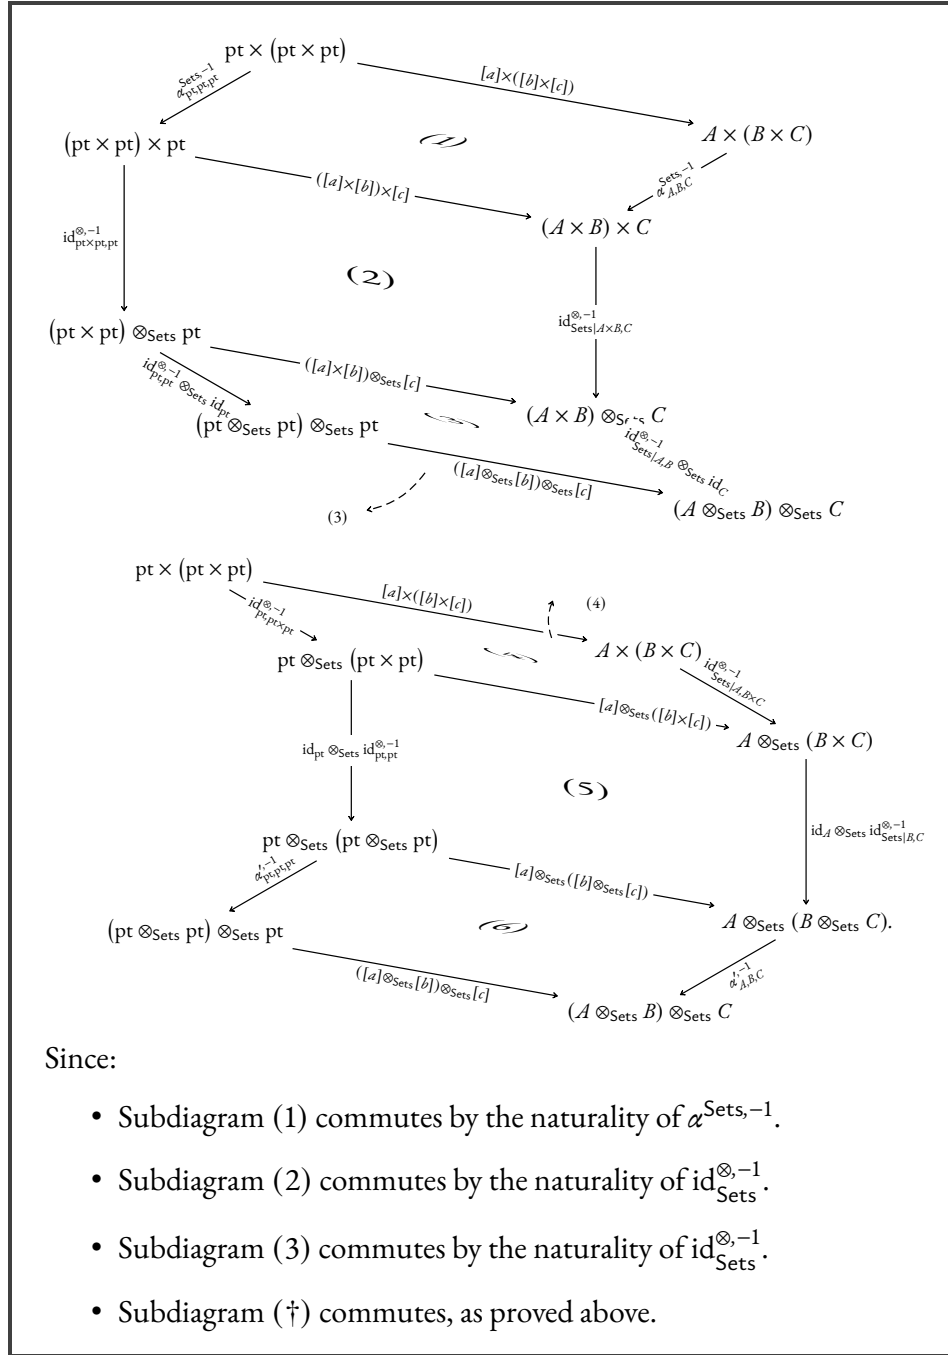 pt × (pt × pt)
α^{Sets,−1}_{pt,pt,pt}
[a]×([b]×[c])
(pt × pt) × pt
(1)
A × (B × C)
α^{Sets,−1}_{A,B,C}
([a]×[b])×[c]
(A × B) × C
id^{⊗,−1}_{pt×pt,pt}
(2)
id^{⊗,−1}_{Sets|A×B,C}
(pt × pt) ⊗_{Sets} pt
id^{⊗,−1}_{pt,pt} ⊗_{Sets} id_{pt}
([a]×[b])⊗_{Sets}[c]
(A × B) ⊗_{Sets} C
(pt ⊗_{Sets} pt) ⊗_{Sets} pt
id^{⊗,−1}_{Sets|A,B} ⊗_{Sets} id_C
([a]⊗_{Sets}[b])⊗_{Sets}[c]
(A ⊗_{Sets} B) ⊗_{Sets} C
(3)
pt × (pt × pt)
[a]×([b]×[c])
(4)
id^{⊗,−1}_{pt,pt×pt}
A × (B × C)
pt ⊗_{Sets} (pt × pt)
id^{⊗,−1}_{Sets|A,B×C}
[a]⊗_{Sets}([b]×[c])
A ⊗_{Sets} (B × C)
id_{pt} ⊗_{Sets} id^{⊗,−1}_{pt,pt}
(5)
id_A ⊗_{Sets} id^{⊗,−1}_{Sets|B,C}
pt ⊗_{Sets} (pt ⊗_{Sets} pt)
α^{′,−1}_{pt,pt,pt}
[a]⊗_{Sets}([b]⊗_{Sets}[c])
A ⊗_{Sets} (B ⊗_{Sets} C).
(pt ⊗_{Sets} pt) ⊗_{Sets} pt
(6)
α^{′,−1}_{A,B,C}
([a]⊗_{Sets}[b])⊗_{Sets}[c]
(A ⊗_{Sets} B) ⊗_{Sets} C
Since:
• Subdiagram (1) commutes by the naturality of α^{Sets,−1}.
• Subdiagram (2) commutes by the naturality of id^{⊗,−1}_{Sets}.
• Subdiagram (3) commutes by the naturality of id^{⊗,−1}_{Sets}.
• Subdiagram (†) commutes, as proved above.